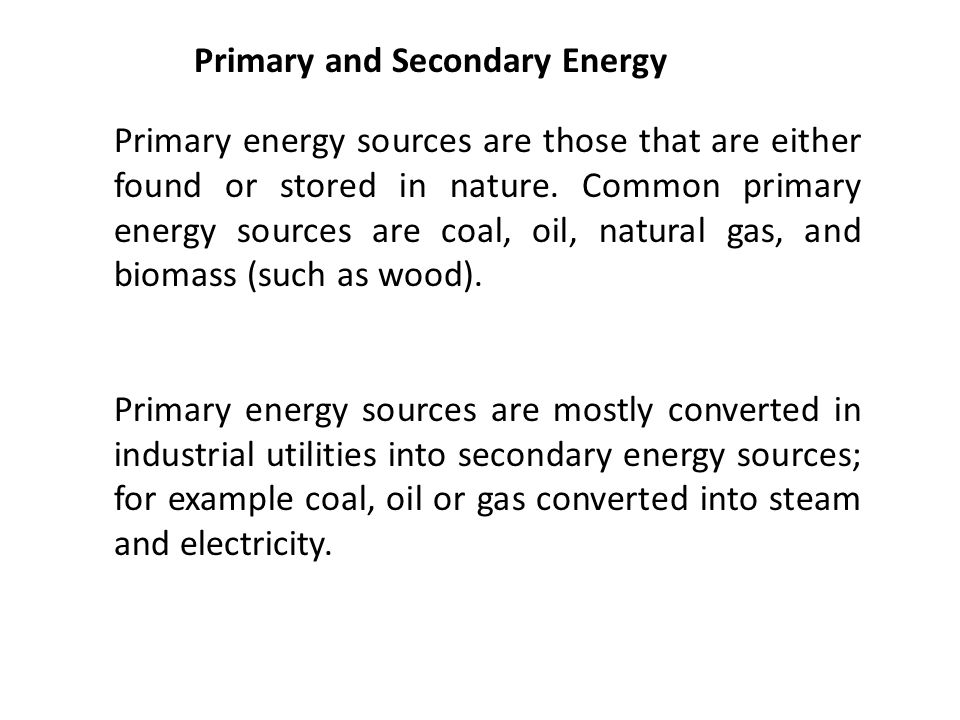 Primary and Secondary Energy
Primary energy sources are those that are either
found or stored in nature. Common primary
energy sources are coal, oil, natural gas, and
biomass (such as wood).
Primary energy sources are mostly converted in
industrial utilities into secondary energy sources;
for example coal, oil or gas converted into steam
and electricity.